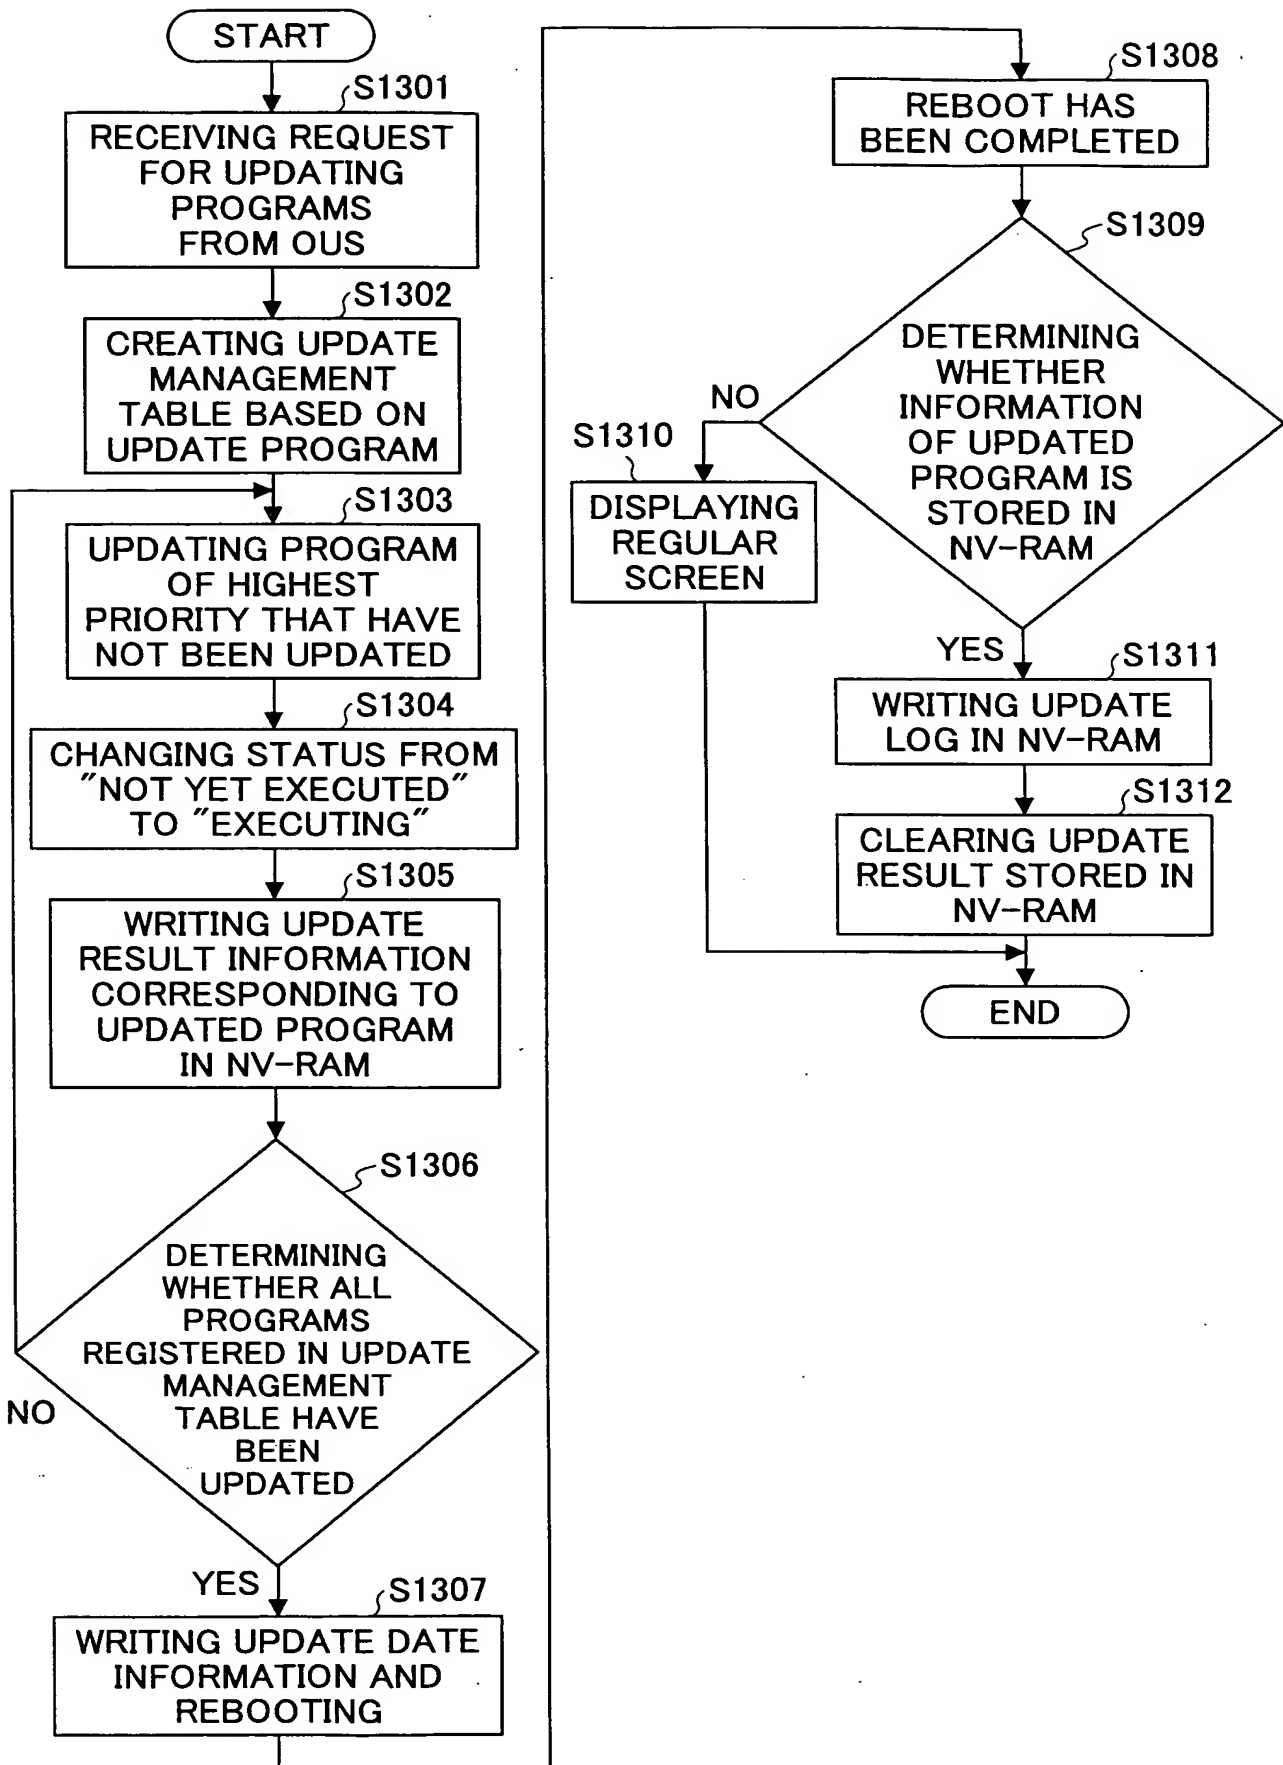 START
S1301
RECEIVING REQUEST
FOR UPDATING
PROGRAMS
FROM OUS
S1302
CREATING UPDATE
MANAGEMENT
TABLE BASED ON
UPDATE PROGRAM
S1303
UPDATING PROGRAM
OF HIGHEST
PRIORITY THAT HAVE
NOT BEEN UPDATED
S1304
CHANGING STATUS FROM
"NOT YET EXECUTED"
TO "EXECUTING"
S1305
WRITING UPDATE
RESULT INFORMATION
CORRESPONDING TO
UPDATED PROGRAM
IN NV-RAM
S1306
DETERMINING
WHETHER ALL
PROGRAMS
REGISTERED IN UPDATE
MANAGEMENT
TABLE HAVE
BEEN
UPDATED
NO
YES
S1307
WRITING UPDATE DATE
INFORMATION AND
REBOOTING
S1308
REBOOT HAS
BEEN COMPLETED
S1309
DETERMINING
WHETHER
INFORMATION
OF UPDATED
PROGRAM IS
STORED IN
NV-RAM
NO
S1310
DISPLAYING
REGULAR
SCREEN
YES
S1311
WRITING UPDATE
LOG IN NV-RAM
S1312
CLEARING UPDATE
RESULT STORED IN
NV-RAM
END